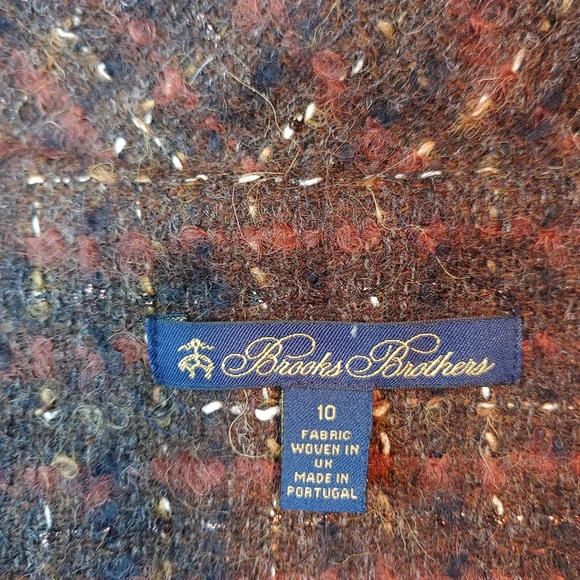 Brooks Brothers
10
FABRIC
WOVEN IN
UK
MADE IN
PORTUGAL